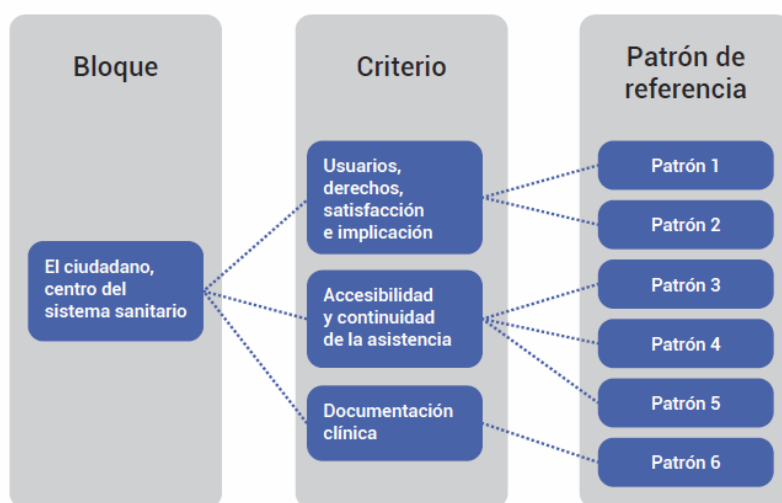 Bloque
El ciudadano,
centro del
sistema sanitario
Criterio
Usuarios,
derechos,
satisfacción
e implicación
Accesibilidad
y continuidad
de la asistencia
Documentación
clínica
Patrón de
referencia
Patrón 1
Patrón 2
Patrón 3
Patrón 4
Patrón 5
Patrón 6